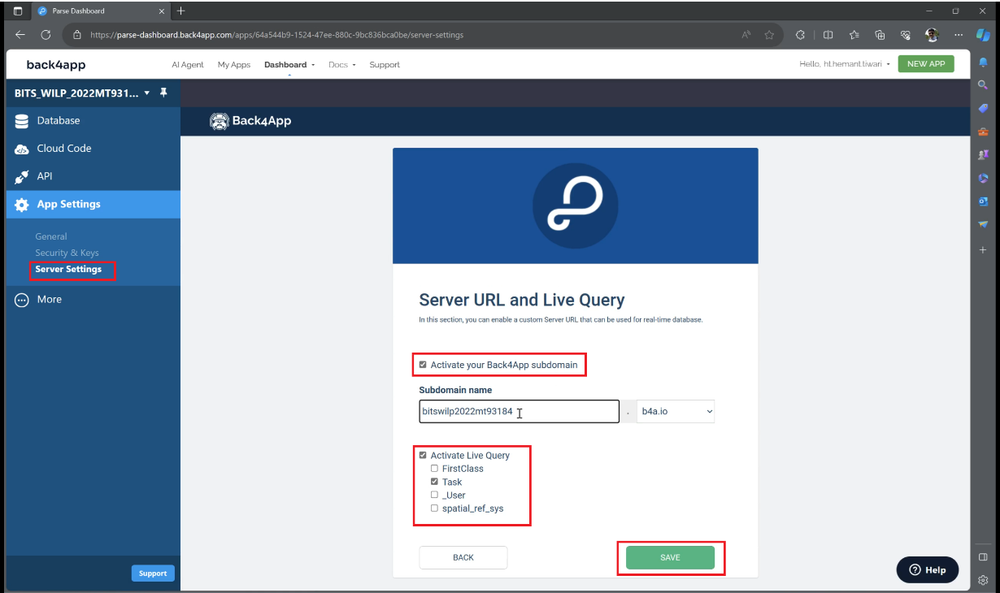 Parse Dashboard
https://parse-dashboard.back4app.com/apps/64a544b9-1524-47ee-880c-9bc836bca0be/server-settings
back4app
AI Agent My Apps Dashboard Docs Support
Hello, ht.hemant.tiwari
NEW APP
BITS_WILP_2022MT931...
Database
Cloud Code
API
App Settings
General
Security & Keys
Server Settings
More
Support
Back4App
Server URL and Live Query
In this section, you can enable a custom Server URL that can be used for real-time database.
Activate your Back4App subdomain
Subdomain name
bitswilp2022mt93184 . b4a.io
Activate Live Query
FirstClass
Task
_User
spatial_ref_sys
BACK SAVE
Help